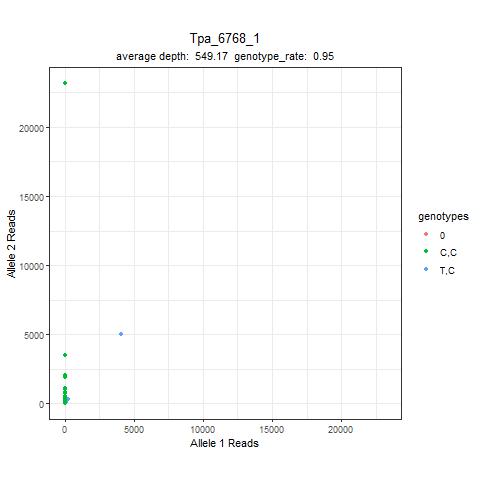 Tpa_6768_1
average depth: 549.17 genotype_rate: 0.95
20000
15000
10000
5000
0
Allele 2 Reads
0 5000 10000 15000 20000
Allele 1 Reads
genotypes
0
C,C
T,C